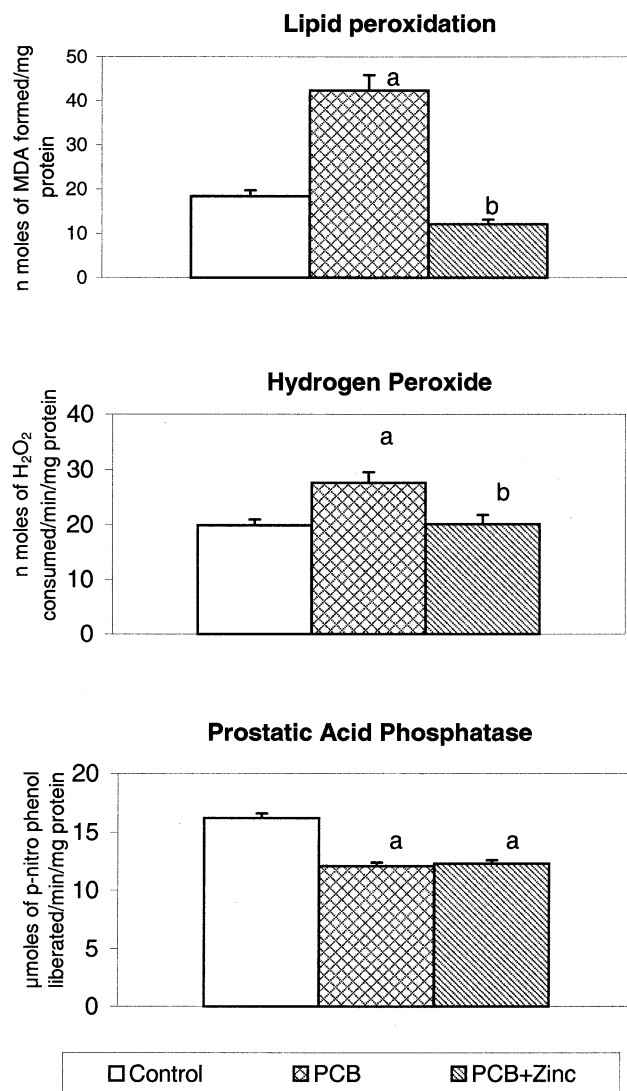 Lipid peroxidation
n moles of MDA formed/mg
protein
50
40
30
20
10
0
a
b
Hydrogen Peroxide
n moles of H₂O₂
consumed/min/mg protein
40
30
20
10
0
a
b
Prostatic Acid Phosphatase
µmoles of p-nitro phenol
liberated/min/mg protein
20
15
10
5
0
a
a
Control PCB PCB+Zinc